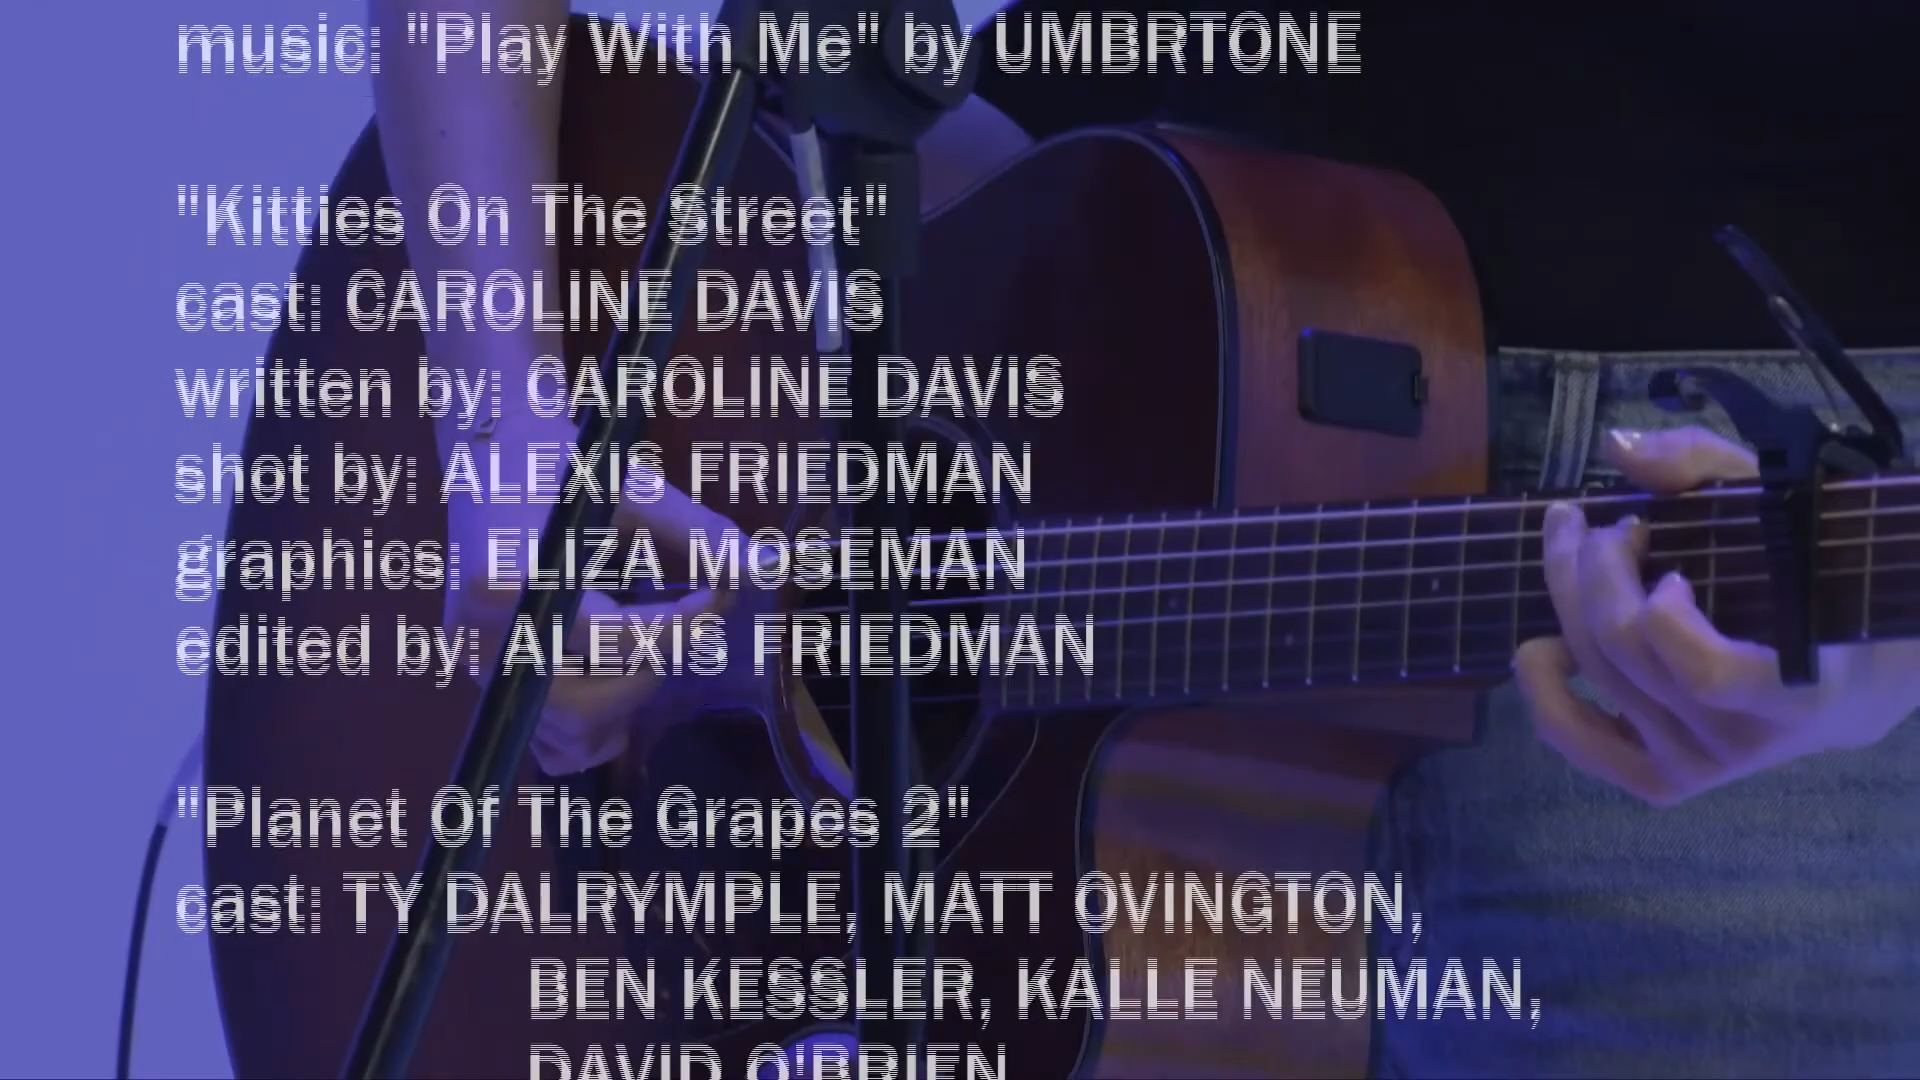 music: "Play With Me" by UMBRTONE
"Kitties On The Street"
cast: CAROLINE DAVIS
written by: CAROLINE DAVIS
shot by: ALEXIS FRIEDMAN
graphics: ELIZA MOSEMAN
edited by: ALEXIS FRIEDMAN
"Planet Of The Grapes 2"
cast: TY DALRYMPLE, MATT OVINGTON,
BEN KESSLER, KALLE NEUMAN,
DAVID O'BRIEN